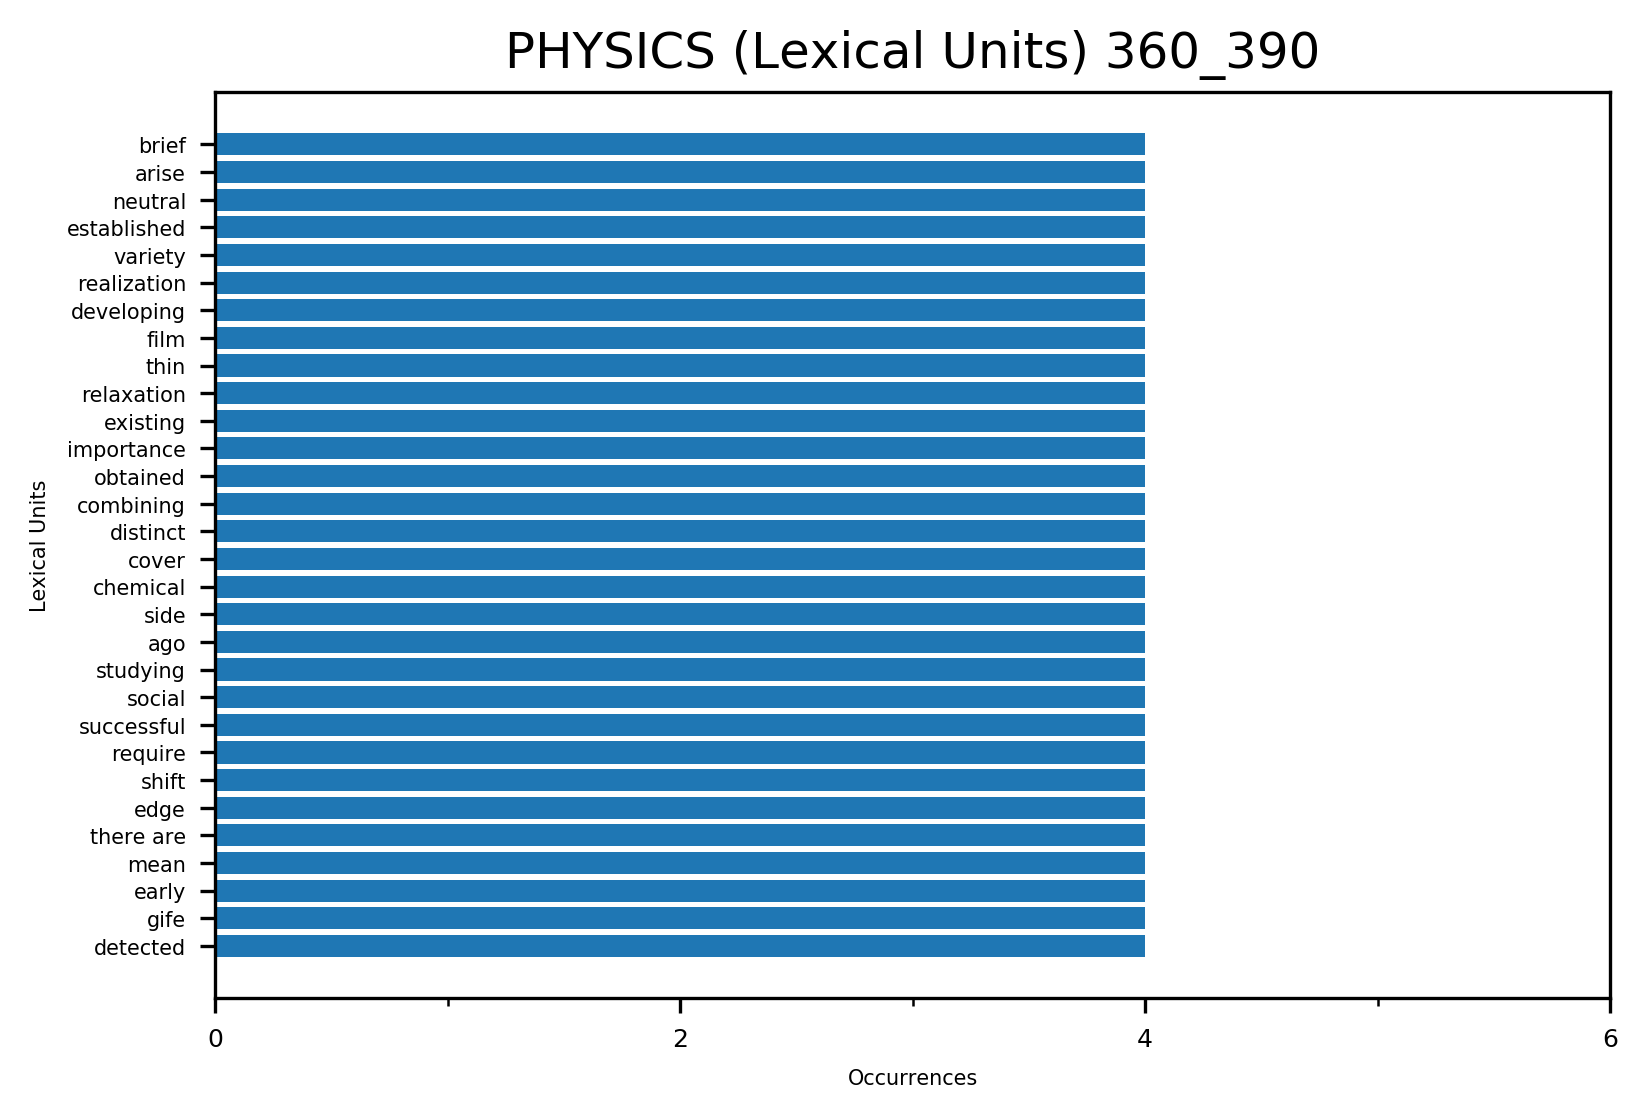 PHYSICS (Lexical Units) 360_390
brief
arise
neutral
established
variety
realization
developing
film
thin
relaxation
existing
importance
obtained
combining
distinct
cover
chemical
side
ago
studying
social
successful
require
shift
edge
there are
mean
early
gife
detected
Lexical Units
0 2 4 6
Occurrences